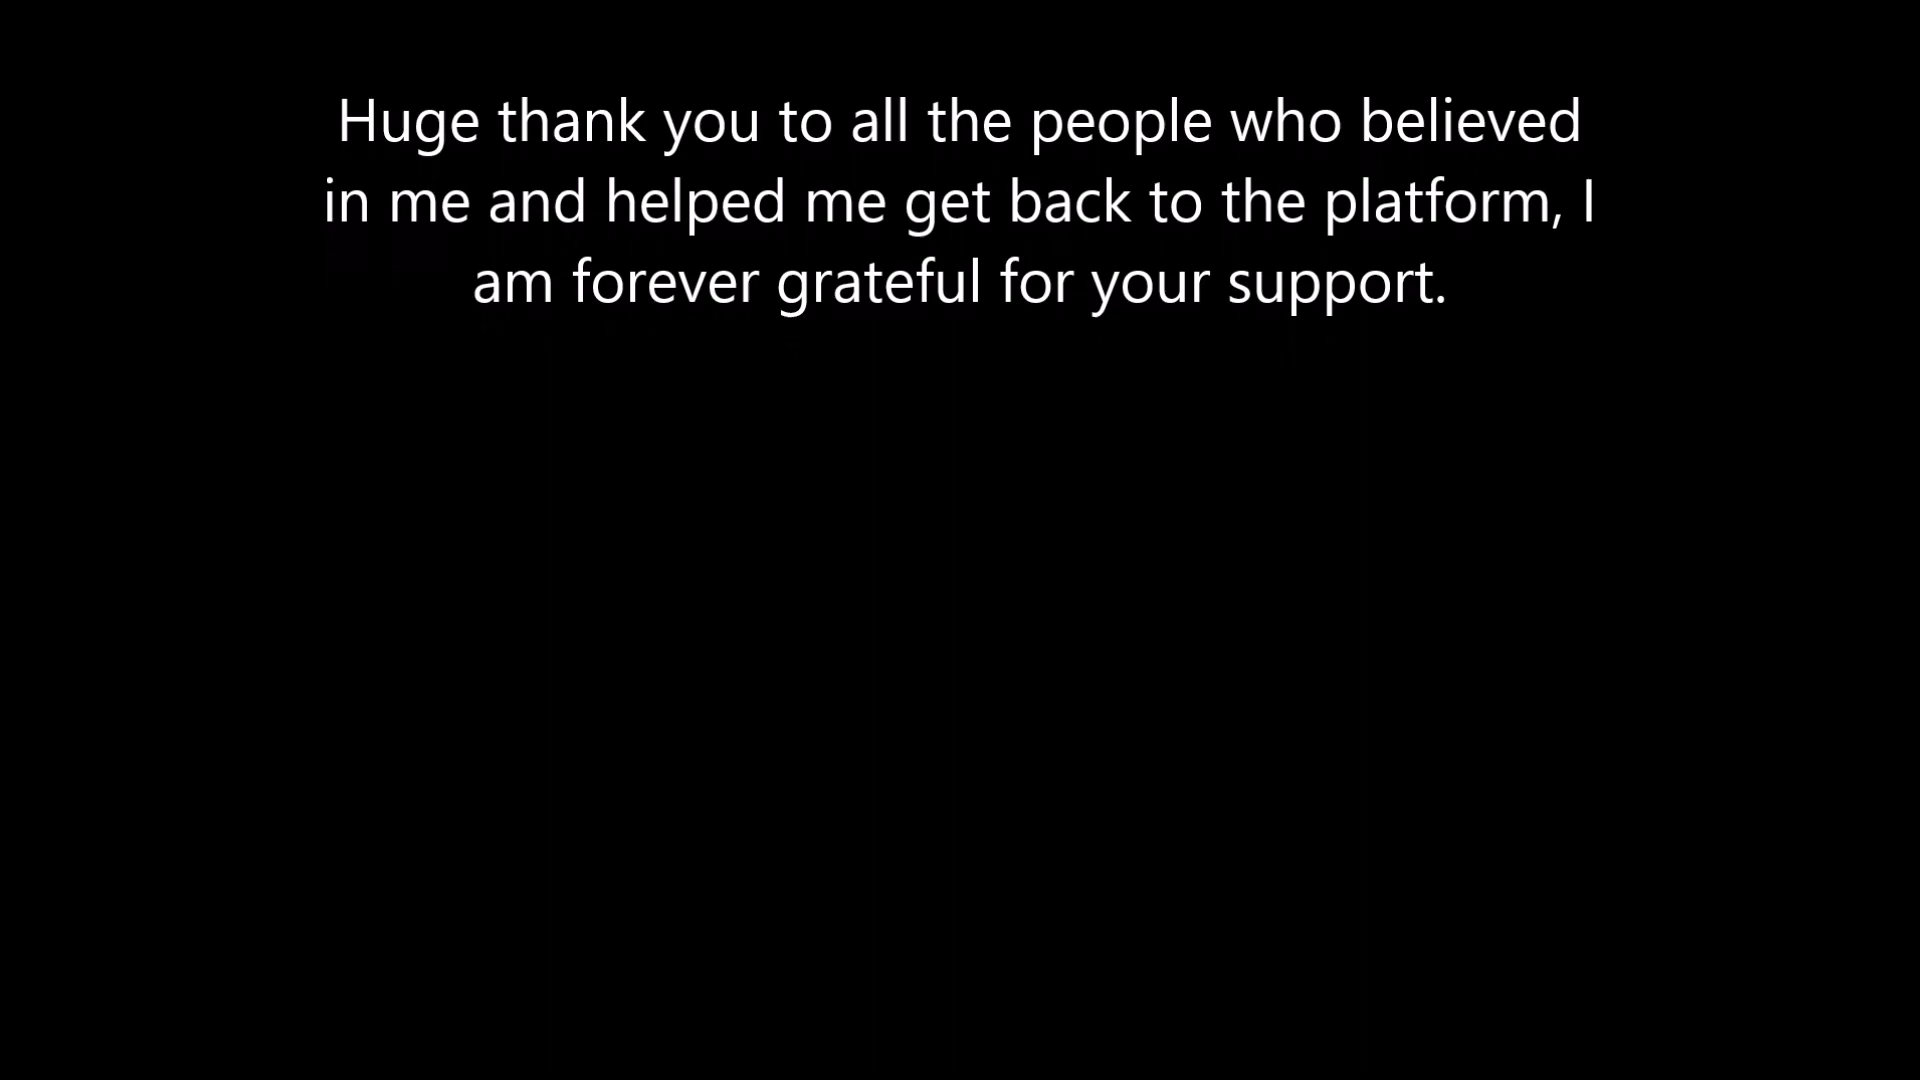 Huge thank you to all the people who believed
in me and helped me get back to the platform, I
am forever grateful for your support.